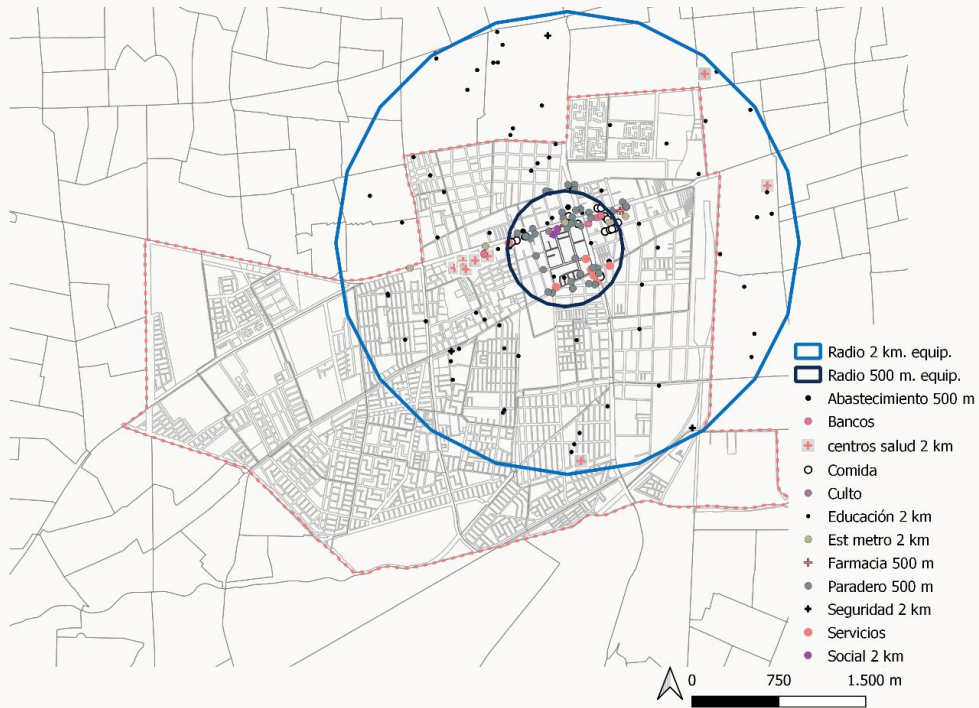 Radio 2 km. equip.
Radio 500 m. equip.
Abastecimiento 500 m
Bancos
centros salud 2 km
Comida
Culto
Educación 2 km
Est metro 2 km
Farmacia 500 m
Paradero 500 m
Seguridad 2 km
Servicios
Social 2 km
0 750 1.500 m